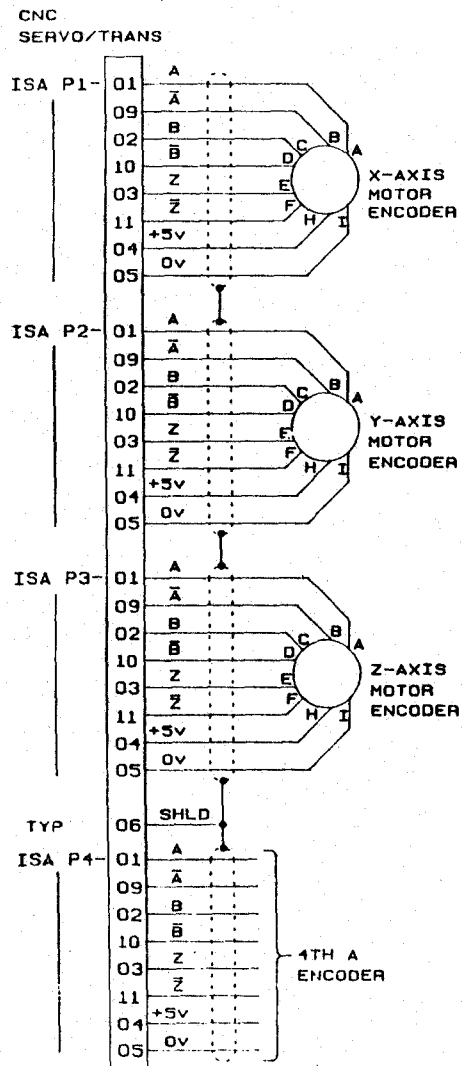 CNC
SERVO/TRANS
ISA P1 01 A
09 A̅
02 B
10 B̅
03 Z
11 Z̅
04 +5v
05 0v
A B C D E F H I
X-AXIS
MOTOR
ENCODER
ISA P2 01 A
09 A̅
02 B
10 B̅
03 Z
11 Z̅
04 +5v
05 0v
A B C D E F H I
Y-AXIS
MOTOR
ENCODER
ISA P3 01 A
09 A̅
02 B
10 B̅
03 Z
11 Z̅
04 +5v
05 0v
A B C D E F H I
Z-AXIS
MOTOR
ENCODER
TYP 06 SHLD
ISA P4 01 A
09 A̅
02 B
10 B̅
03 Z
11 Z̅
04 +5v
05 0v
4TH A
ENCODER